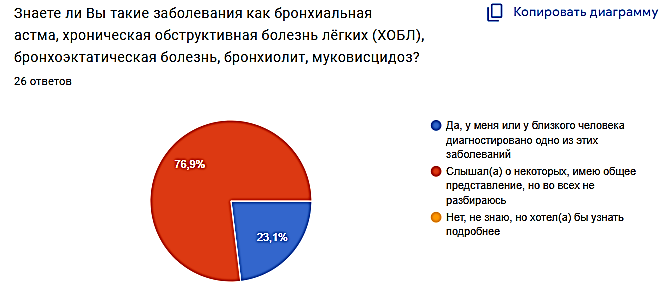 Знаете ли Вы такие заболевания как бронхиальная
астма, хроническая обструктивная болезнь лёгких (ХОБЛ),
бронхоэктатическая болезнь, бронхиолит, муковисцидоз?
Копировать диаграмму
26 ответов
76,9%
23,1%
Да, у меня или у близкого человека
диагностировано одно из этих
заболеваний
Слышал(а) о некоторых, имею общее
представление, но во всех не
разбираюсь
Нет, не знаю, но хотел(а) бы узнать
подробнее